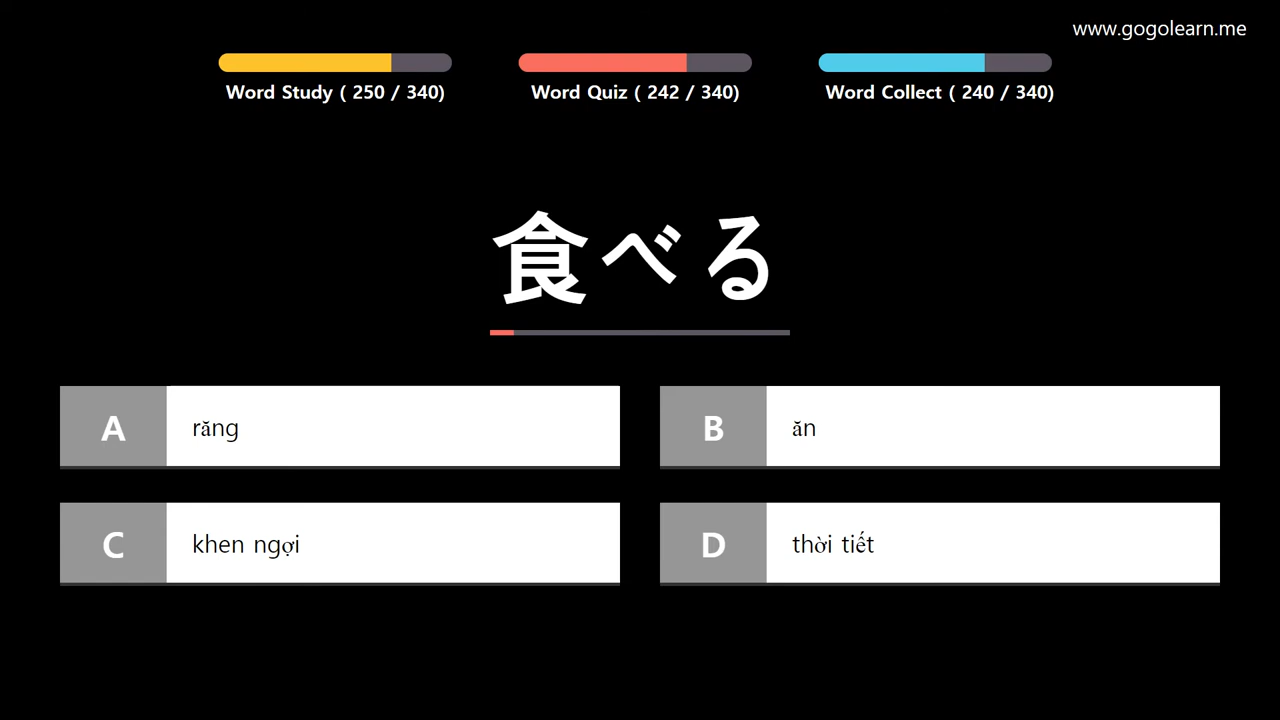 www.gogolearn.me
Word Study ( 250 / 340)
Word Quiz ( 242 / 340)
Word Collect ( 240 / 340)
食べる
A răng
B ăn
C khen ngợi
D thời tiết